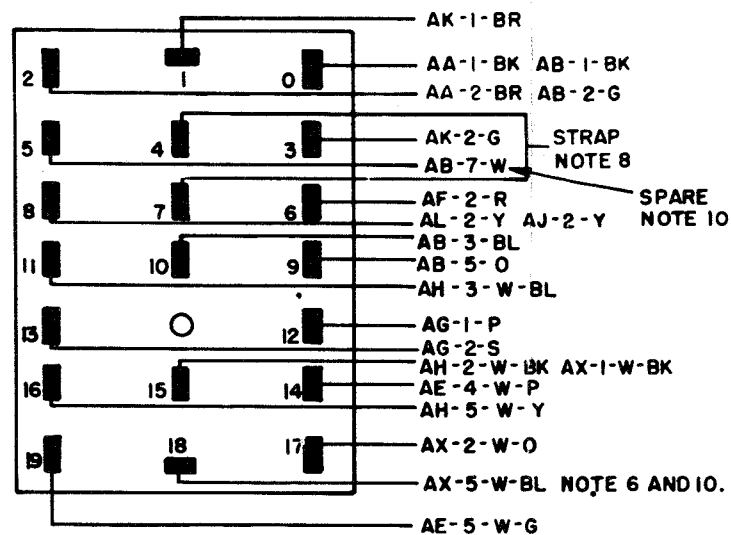 AK-1-BR
2 1 0 AA-1-BK AB-1-BK
AA-2-BR AB-2-G
5 4 3 AK-2-G STRAP
AB-7-W NOTE 8
8 7 6 AF-2-R SPARE
AL-2-Y AJ-2-Y NOTE 10
AB-3-BL
11 10 9 AB-5-O
AH-3-W-BL
13 12 AG-1-P
AG-2-S
AH-2-W-BK AX-1-W-BK
16 15 14 AE-4-W-P
AH-5-W-Y
19 18 17 AX-2-W-O
AX-5-W-BL NOTE 6 AND 10.
AE-5-W-G